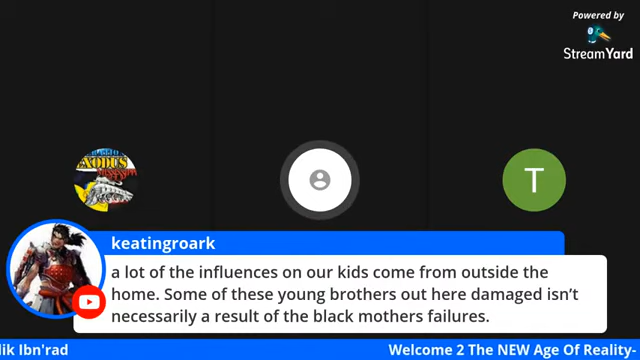 Powered by
StreamYard
EXODUS
T
keatingroark
a lot of the influences on our kids come from outside the
home. Some of these young brothers out here damaged isn't
necessarily a result of the black mothers failures.
lik Ibn'rad
Welcome 2 The NEW Age Of Reality-